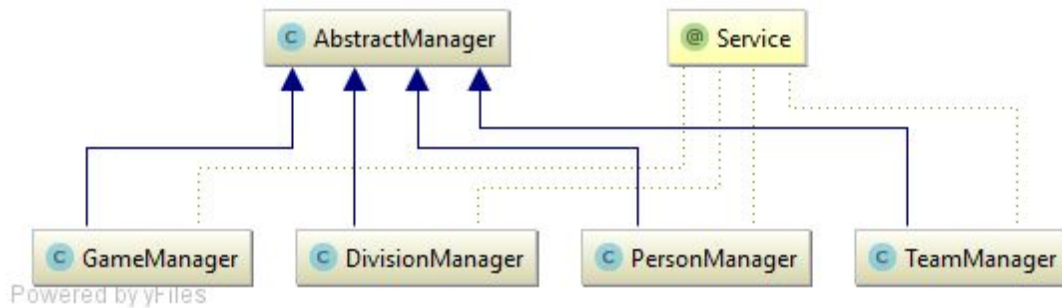 C AbstractManager
@ Service
C GameManager
C DivisionManager
C PersonManager
C TeamManager
Powered by yFiles